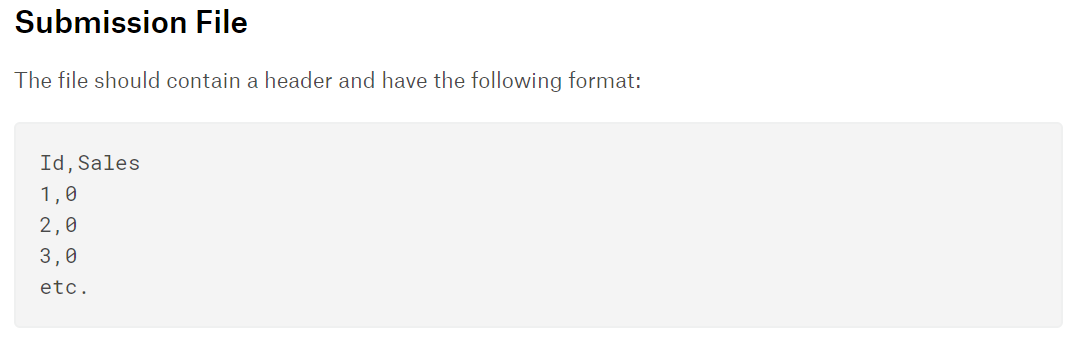 Submission File
The file should contain a header and have the following format:
Id,Sales
1,0
2,0
3,0
etc.